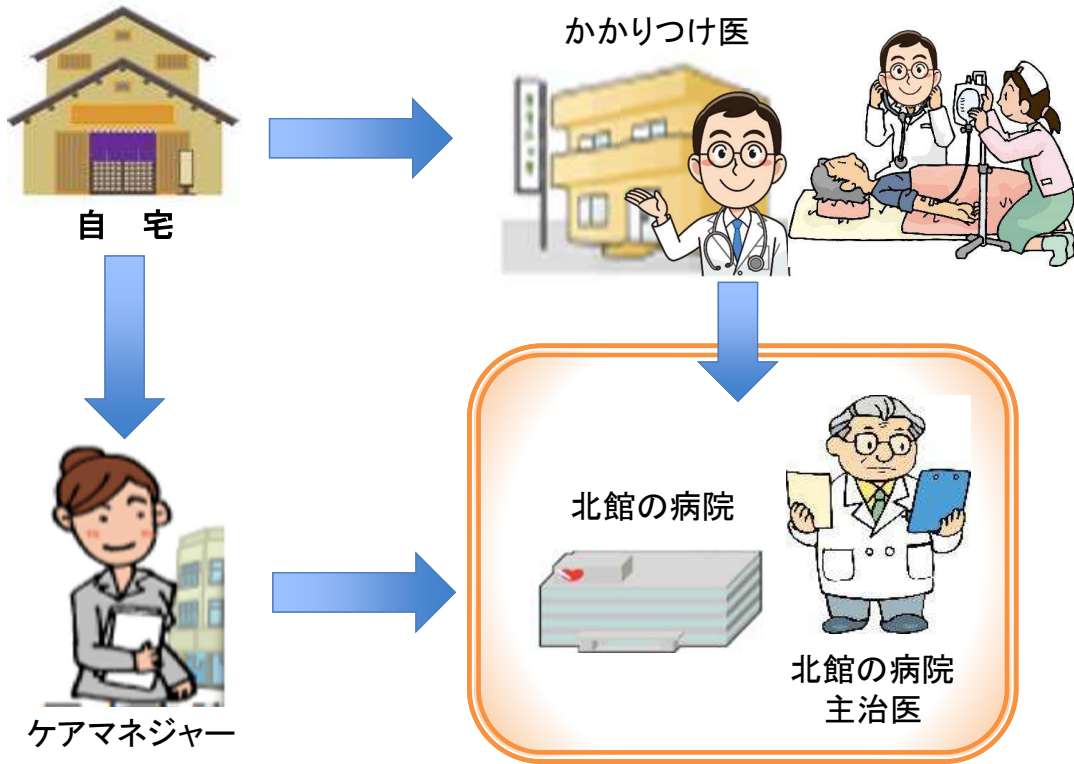 かかりつけ医
自　宅
北館の病院
北館の病院
主治医
ケアマネジャー